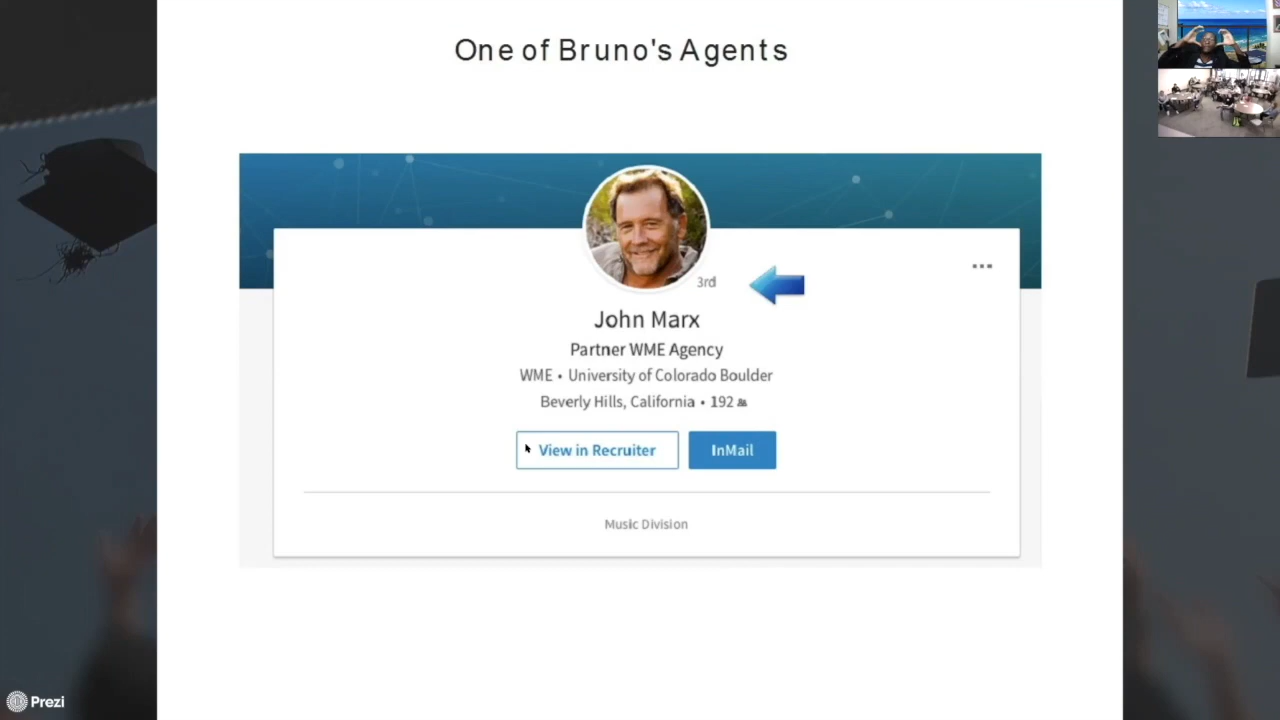 One of Bruno's Agents
3rd
John Marx
Partner WME Agency
WME • University of Colorado Boulder
Beverly Hills, California • 192
View in Recruiter
InMail
Music Division
Prezi